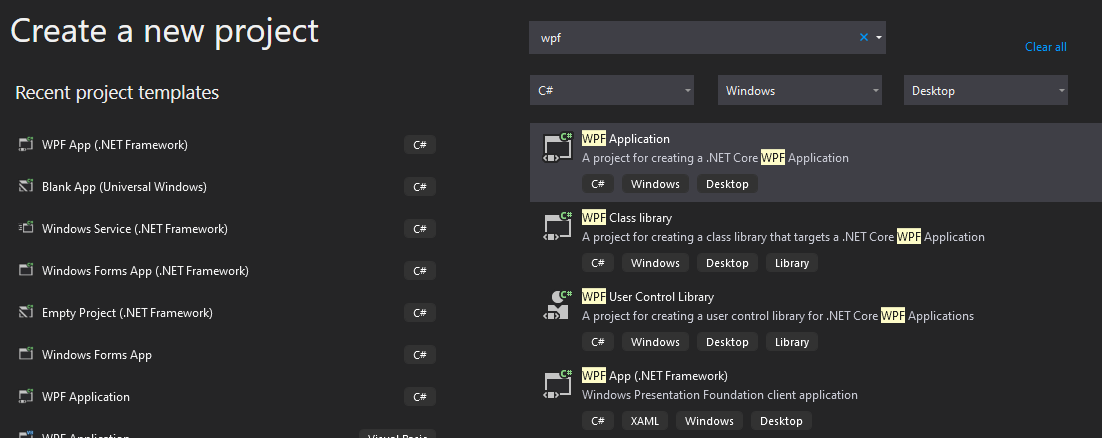 Create a new project
Recent project templates
WPF App (.NET Framework) C#
Blank App (Universal Windows) C#
Windows Service (.NET Framework) C#
Windows Forms App (.NET Framework) C#
Empty Project (.NET Framework) C#
Windows Forms App C#
WPF Application C#
WPF Application Visual Basic
wpf
Clear all
C# Windows Desktop
C#
WPF Application
A project for creating a .NET Core WPF Application
C# Windows Desktop
C#
WPF Class library
A project for creating a class library that targets a .NET Core WPF Application
C# Windows Desktop Library
C#
WPF User Control Library
A project for creating a user control library for .NET Core WPF Applications
C# Windows Desktop Library
C#
WPF App (.NET Framework)
Windows Presentation Foundation client application
C# XAML Windows Desktop